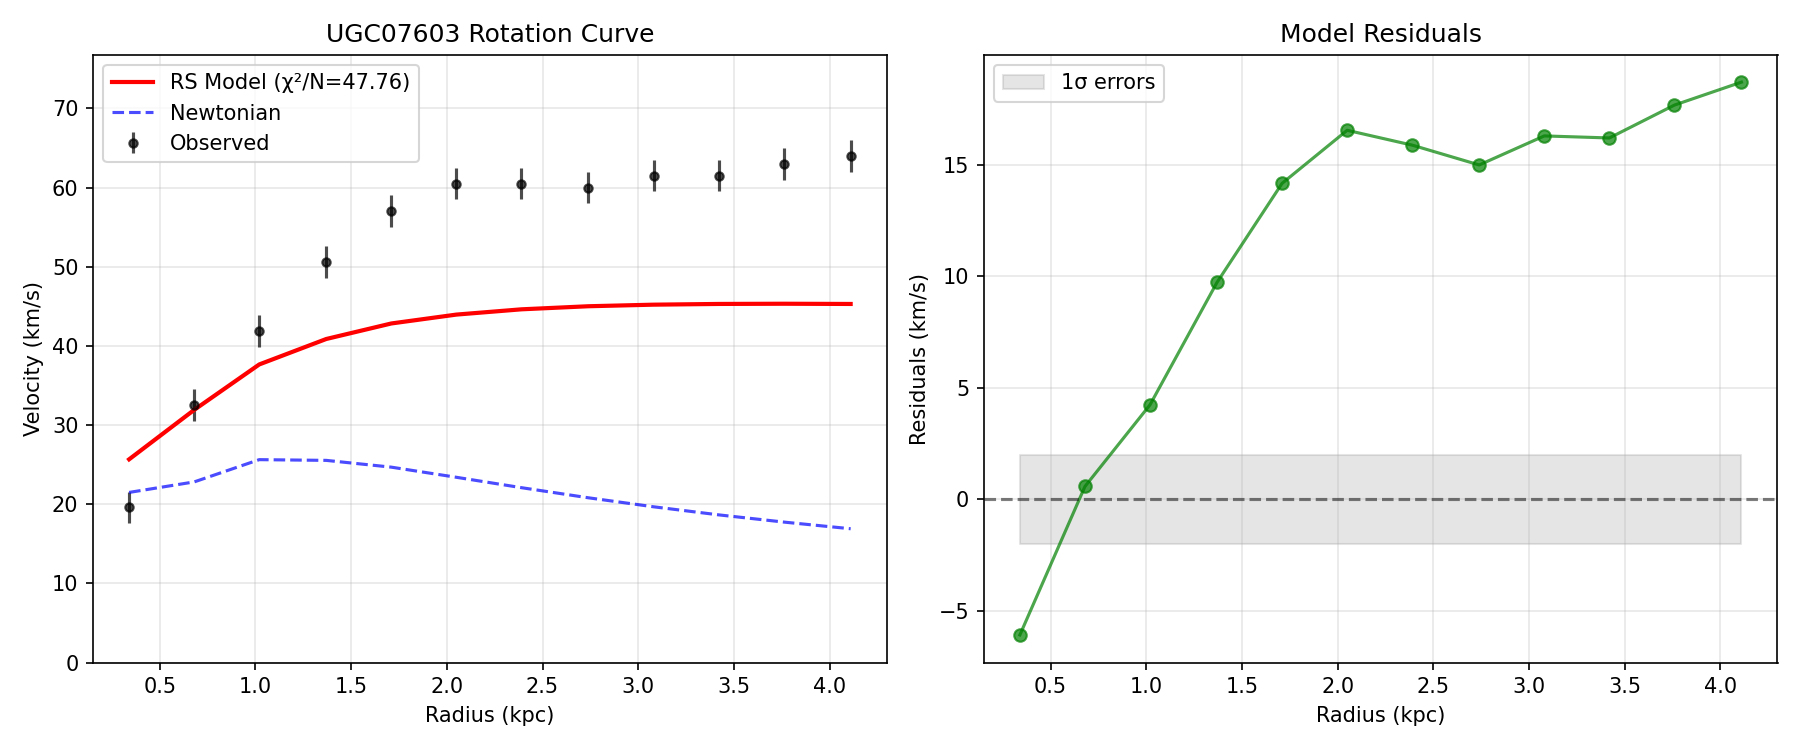 UGC07603 Rotation Curve
RS Model (χ²/N=47.76)
Newtonian
Observed
Velocity (km/s)
70
60
50
40
30
20
10
0
0.5 1.0 1.5 2.0 2.5 3.0 3.5 4.0
Radius (kpc)
Model Residuals
1σ errors
Residuals (km/s)
15
10
5
0
−5
0.5 1.0 1.5 2.0 2.5 3.0 3.5 4.0
Radius (kpc)